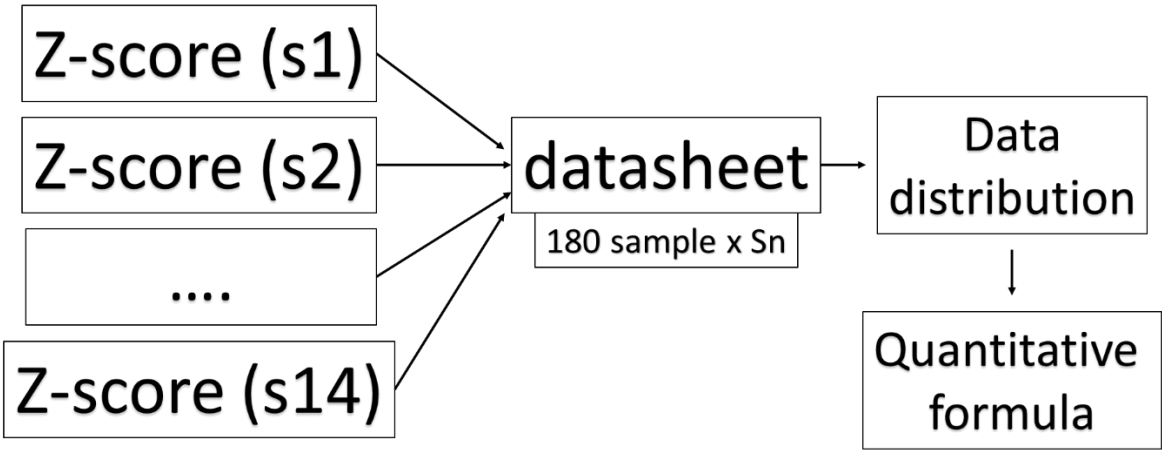 Z-score (s1)
Z-score (s2)
....
Z-score (s14)
datasheet
180 sample x Sn
Data
distribution
Quantitative
formula